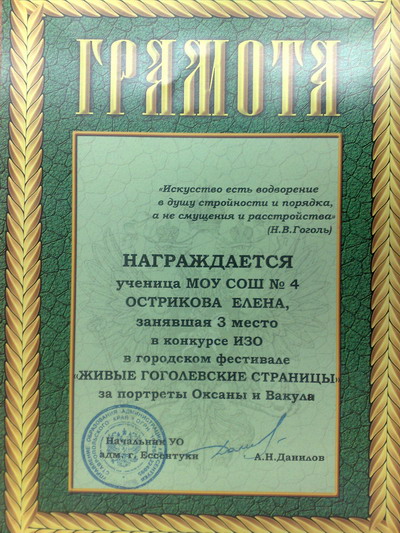 ГРАМОТА
«Искусство есть водворение
в душу стройности и порядка,
а не смущения и расстройства»
(Н.В.Гоголь)
НАГРАЖДАЕТСЯ
ученица МОУ СОШ № 4
ОСТРИКОВА ЕЛЕНА,
занявшая 3 место
в конкурсе ИЗО
в городском фестивале
«ЖИВЫЕ ГОГОЛЕВСКИЕ СТРАНИЦЫ»
за портреты Оксаны и Вакула
Начальник УО
адм. г. Ессентуки А.Н.Данилов